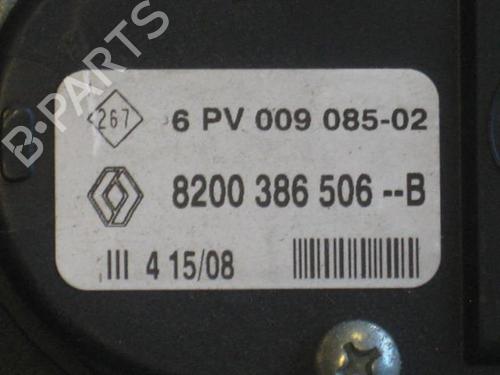 B-PARTS
267
6 PV 009 085-02
8200 386 506 --B
III 4 15/08